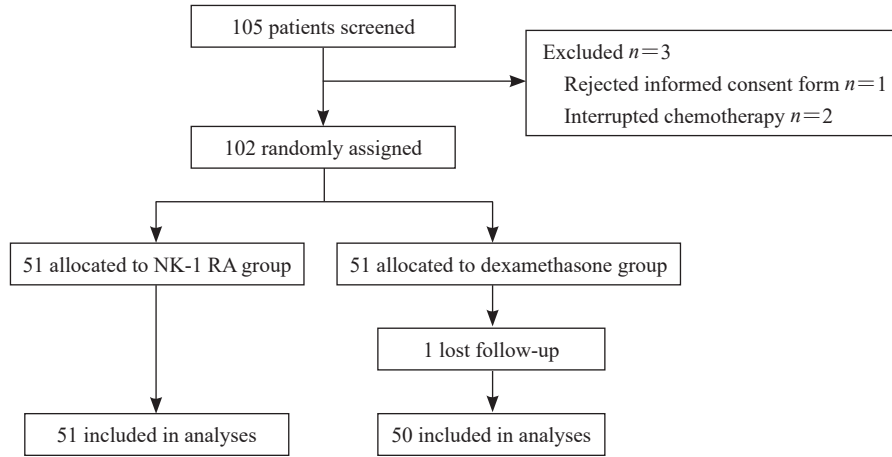 105 patients screened
Excluded n=3
Rejected informed consent form n=1
Interrupted chemotherapy n=2
102 randomly assigned
51 allocated to NK-1 RA group
51 allocated to dexamethasone group
1 lost follow-up
51 included in analyses
50 included in analyses